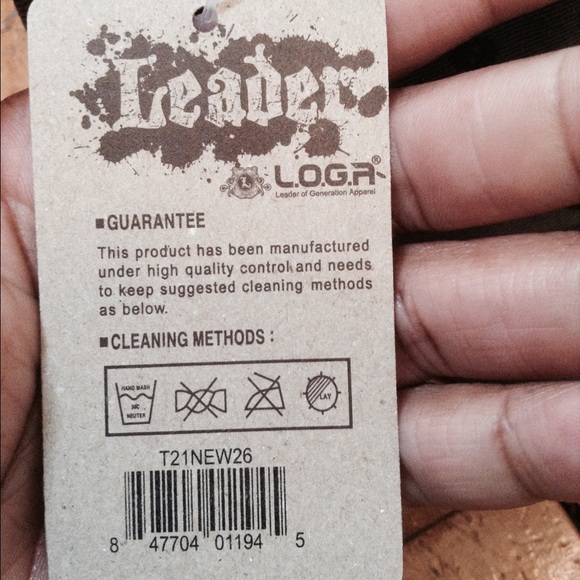 Leader
L.O.G.A®
Leader of Generation Apparel
■GUARANTEE
This product has been manufactured
under high quality control and needs
to keep suggested cleaning methods
as below.
■CLEANING METHODS :
HAND WASH
30C
NEUTER
LAY
T21NEW26
8 47704 01194 5